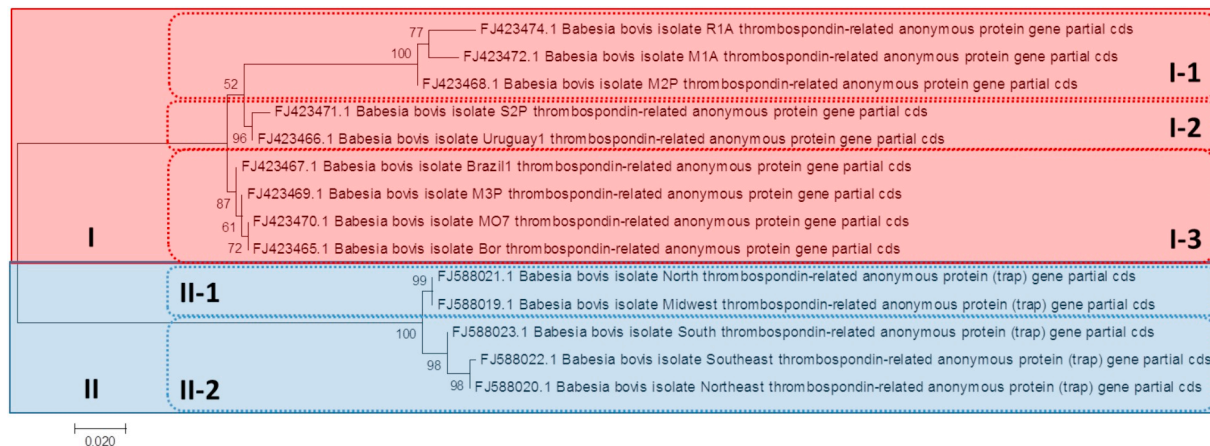 77 FJ423474.1 Babesia bovis isolate R1A thrombospondin-related anonymous protein gene partial cds
100 FJ423472.1 Babesia bovis isolate M1A thrombospondin-related anonymous protein gene partial cds
I-1
52 FJ423468.1 Babesia bovis isolate M2P thrombospondin-related anonymous protein gene partial cds
FJ423471.1 Babesia bovis isolate S2P thrombospondin-related anonymous protein gene partial cds
I-2
96 FJ423466.1 Babesia bovis isolate Uruguay1 thrombospondin-related anonymous protein gene partial cds
FJ423467.1 Babesia bovis isolate Brazil1 thrombospondin-related anonymous protein gene partial cds
87 FJ423469.1 Babesia bovis isolate M3P thrombospondin-related anonymous protein gene partial cds
61 FJ423470.1 Babesia bovis isolate MO7 thrombospondin-related anonymous protein gene partial cds
I
I-3
72 FJ423465.1 Babesia bovis isolate Bor thrombospondin-related anonymous protein gene partial cds
99 FJ588021.1 Babesia bovis isolate North thrombospondin-related anonymous protein (trap) gene partial cds
II-1
FJ588019.1 Babesia bovis isolate Midwest thrombospondin-related anonymous protein (trap) gene partial cds
100 FJ588023.1 Babesia bovis isolate South thrombospondin-related anonymous protein (trap) gene partial cds
98 FJ588022.1 Babesia bovis isolate Southeast thrombospondin-related anonymous protein (trap) gene partial cds
98 FJ588020.1 Babesia bovis isolate Northeast thrombospondin-related anonymous protein (trap) gene partial cds
II
II-2
0.020